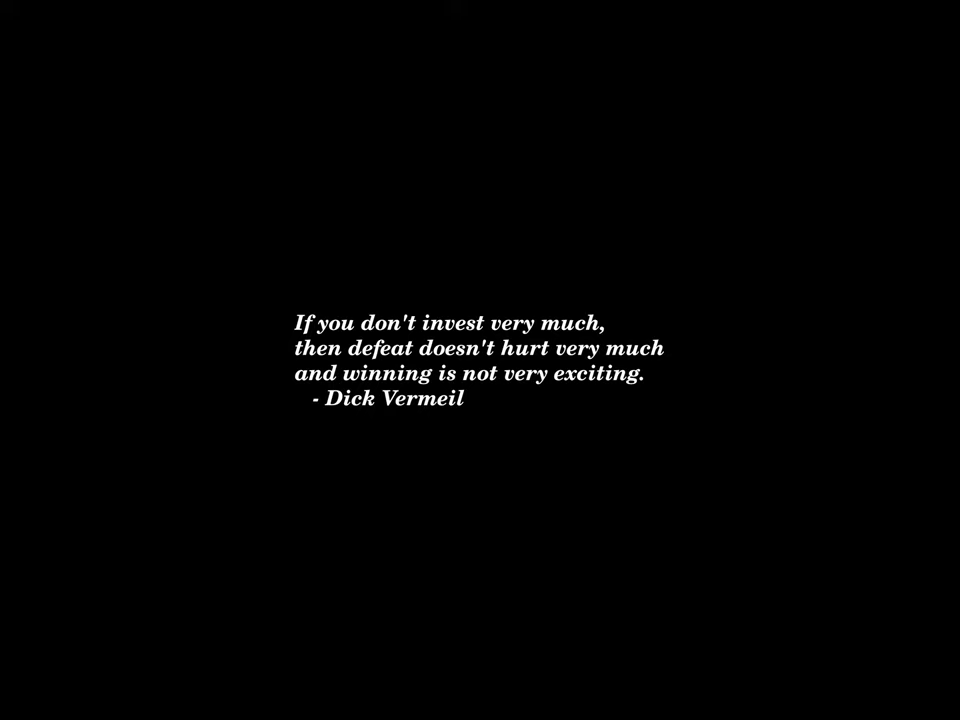 If you don't invest very much,
then defeat doesn't hurt very much
and winning is not very exciting.
- Dick Vermeil